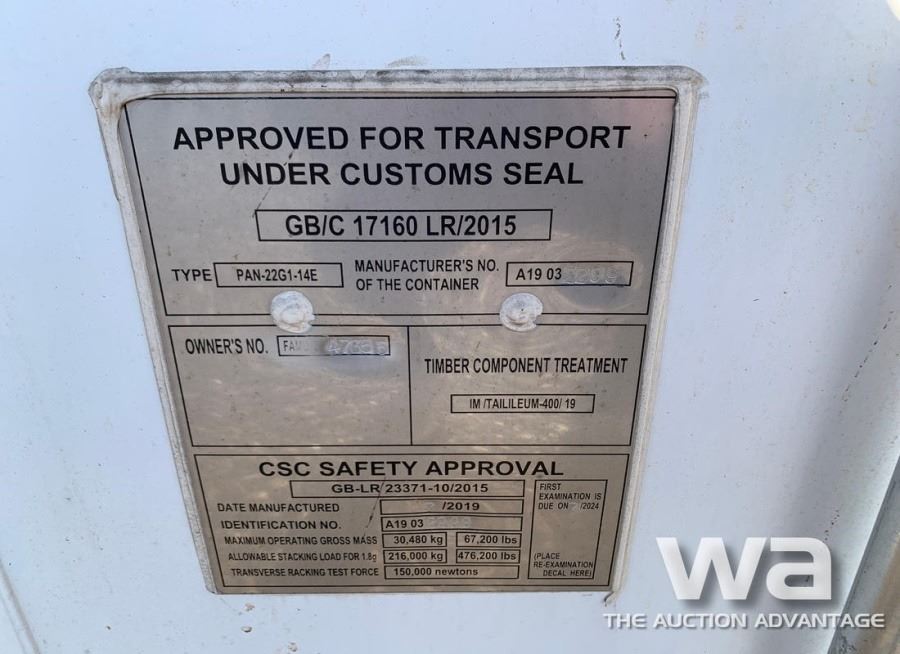 APPROVED FOR TRANSPORT
UNDER CUSTOMS SEAL
GB/C 17160 LR/2015
TYPE PAN-22G1-14E
MANUFACTURER'S NO.
OF THE CONTAINER
A19 03
OWNER'S NO.
TIMBER COMPONENT TREATMENT
IM /TAILILEUM-400/ 19
CSC SAFETY APPROVAL
GB-LR 23371-10/2015
DATE MANUFACTURED /2019
IDENTIFICATION NO. A19 03
MAXIMUM OPERATING GROSS MASS 30,480 kg 67,200 lbs
ALLOWABLE STACKING LOAD FOR 1.8g 216,000 kg 476,200 lbs
TRANSVERSE RACKING TEST FORCE 150,000 newtons
FIRST
EXAMINATION IS
DUE ON /2024
(PLACE
RE-EXAMINATION
DECAL HERE)
wa
THE AUCTION ADVANTAGE